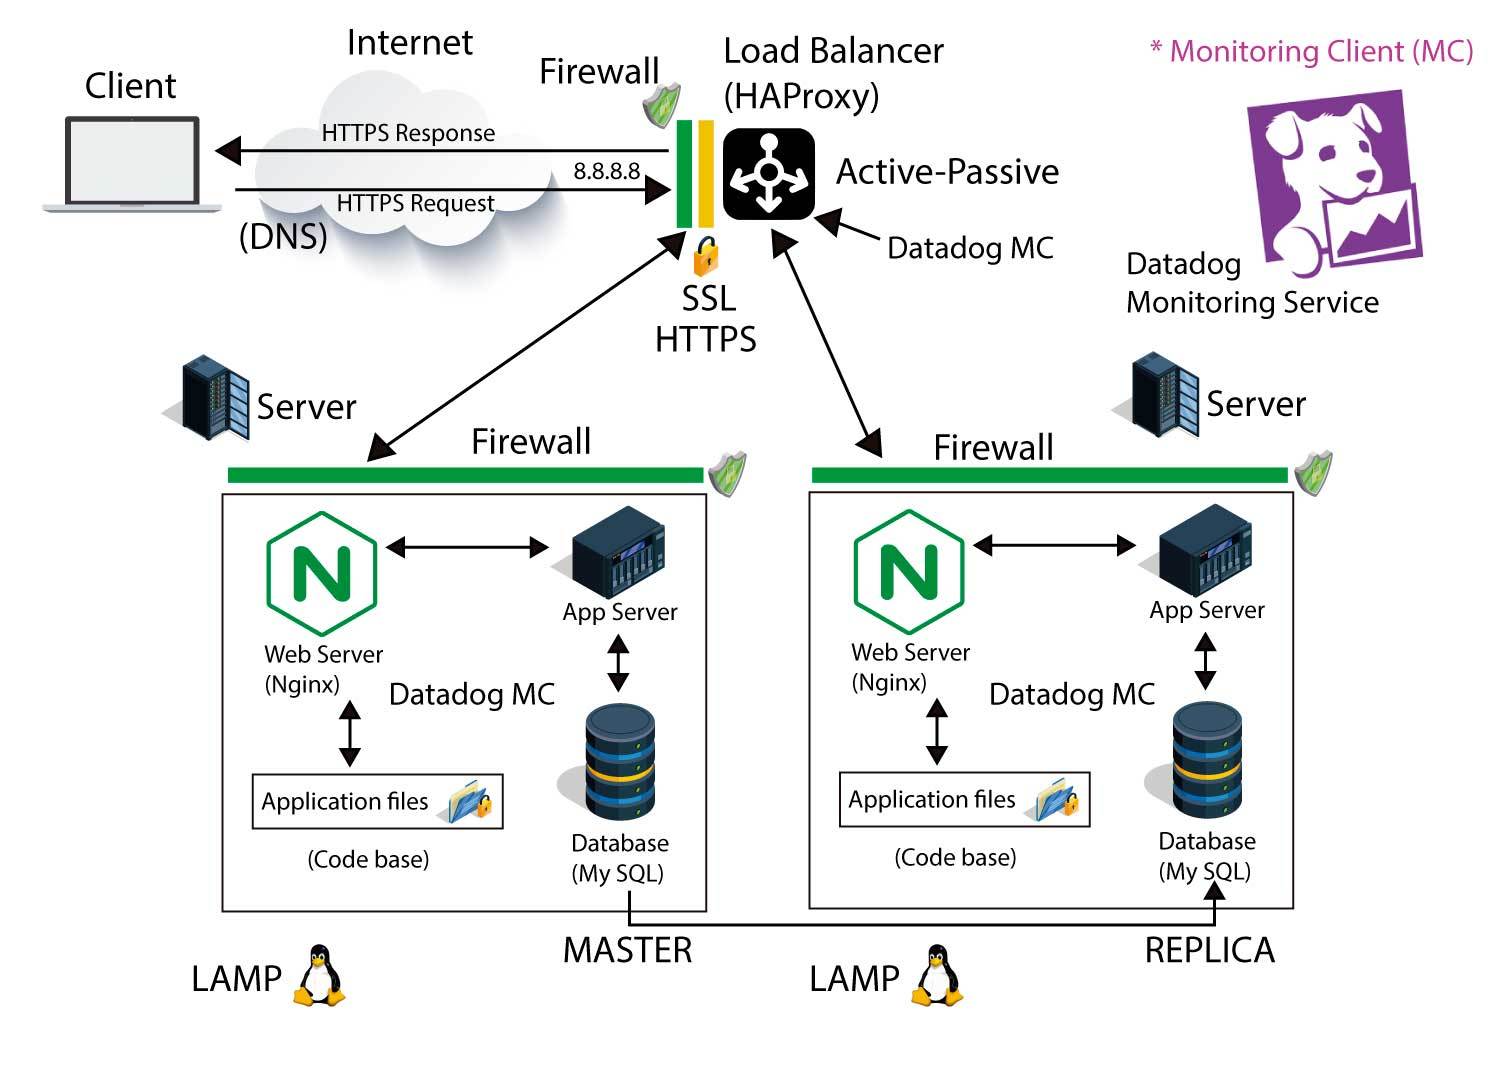 Internet
Client
Firewall
Load Balancer
(HAProxy)
* Monitoring Client (MC)
HTTPS Response
8.8.8.8
HTTPS Request
(DNS)
Active-Passive
Datadog MC
SSL
HTTPS
Datadog
Monitoring Service
Server
Server
Firewall
Firewall
N
App Server
Web Server
(Nginx)
Datadog MC
Application files
(Code base)
Database
(My SQL)
N
App Server
Web Server
(Nginx)
Datadog MC
Application files
(Code base)
Database
(My SQL)
MASTER
REPLICA
LAMP
LAMP